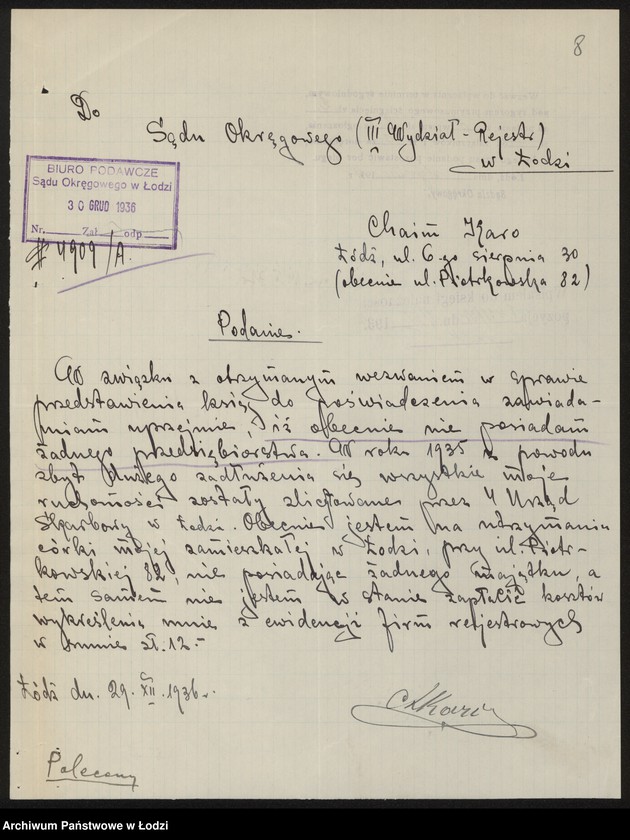 8
Do
Sądu Okręgowego (III Wydział - Rejestr)
w Łodzi
BIURO PODAWCZE
Sądu Okręgowego w Łodzi
30 GRUD 1936
Nr. Zał odp
# 4909/A.
Chaim Karo
Łódź, ul. 6-go sierpnia 30
(obecnie ul. Piotrkowska 82)
Podanie.
W związku z otrzymanym wezwaniem w sprawie
przedstawienia ksiąg do poświadczenia zawiada-
miam uprzejmie, iż obecnie nie posiadam
żadnego przedsiębiorstwa. W roku 1935 z powodu
zbyt dużego zadłużenia się wszystkie moje
ruchomości zostały zlicytowane przez 4 Urząd
Skarbowy w Łodzi. Obecnie jestem na utrzymaniu
córki mojej zamieszkałej w Łodzi, przy ul. Piotr-
kowskiej 82, nie posiadając żadnego majątku, a
tem samem nie jestem w stanie zapłacić kosztów
wykreślenia mnie z ewidencji firm rejestrowych
w sumie zł. 12.-
Łódź dn. 29. XII. 1936 r.
Ch Karo
Polecony
Archiwum Państwowe w Łodzi